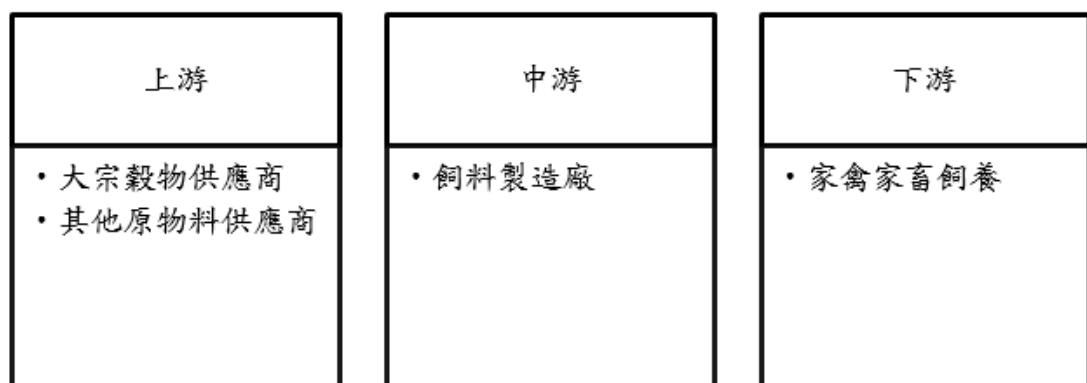 上游
・大宗穀物供應商
・其他原物料供應商
中游
・飼料製造廠
下游
・家禽家畜飼養